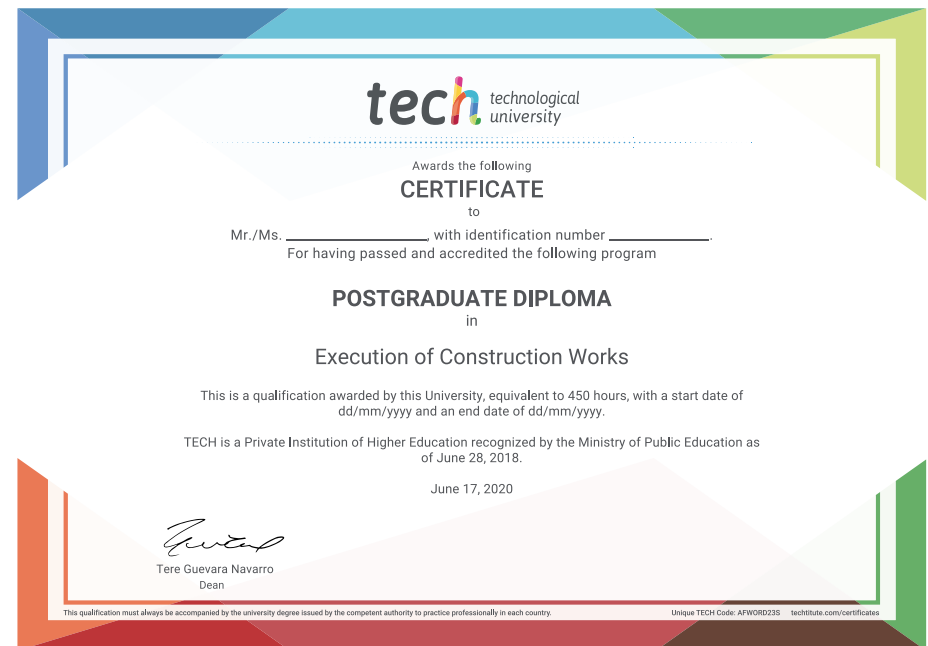 tech technological
university
Awards the following
CERTIFICATE
to
Mr./Ms. ____________________, with identification number ______________.
For having passed and accredited the following program
POSTGRADUATE DIPLOMA
in
Execution of Construction Works
This is a qualification awarded by this University, equivalent to 450 hours, with a start date of
dd/mm/yyyy and an end date of dd/mm/yyyy.
TECH is a Private Institution of Higher Education recognized by the Ministry of Public Education as
of June 28, 2018.
June 17, 2020
Tere Guevara Navarro
Dean
This qualification must always be accompanied by the university degree issued by the competent authority to practice professionally in each country.
Unique TECH Code: AFWORD23S techtitute.com/certificates